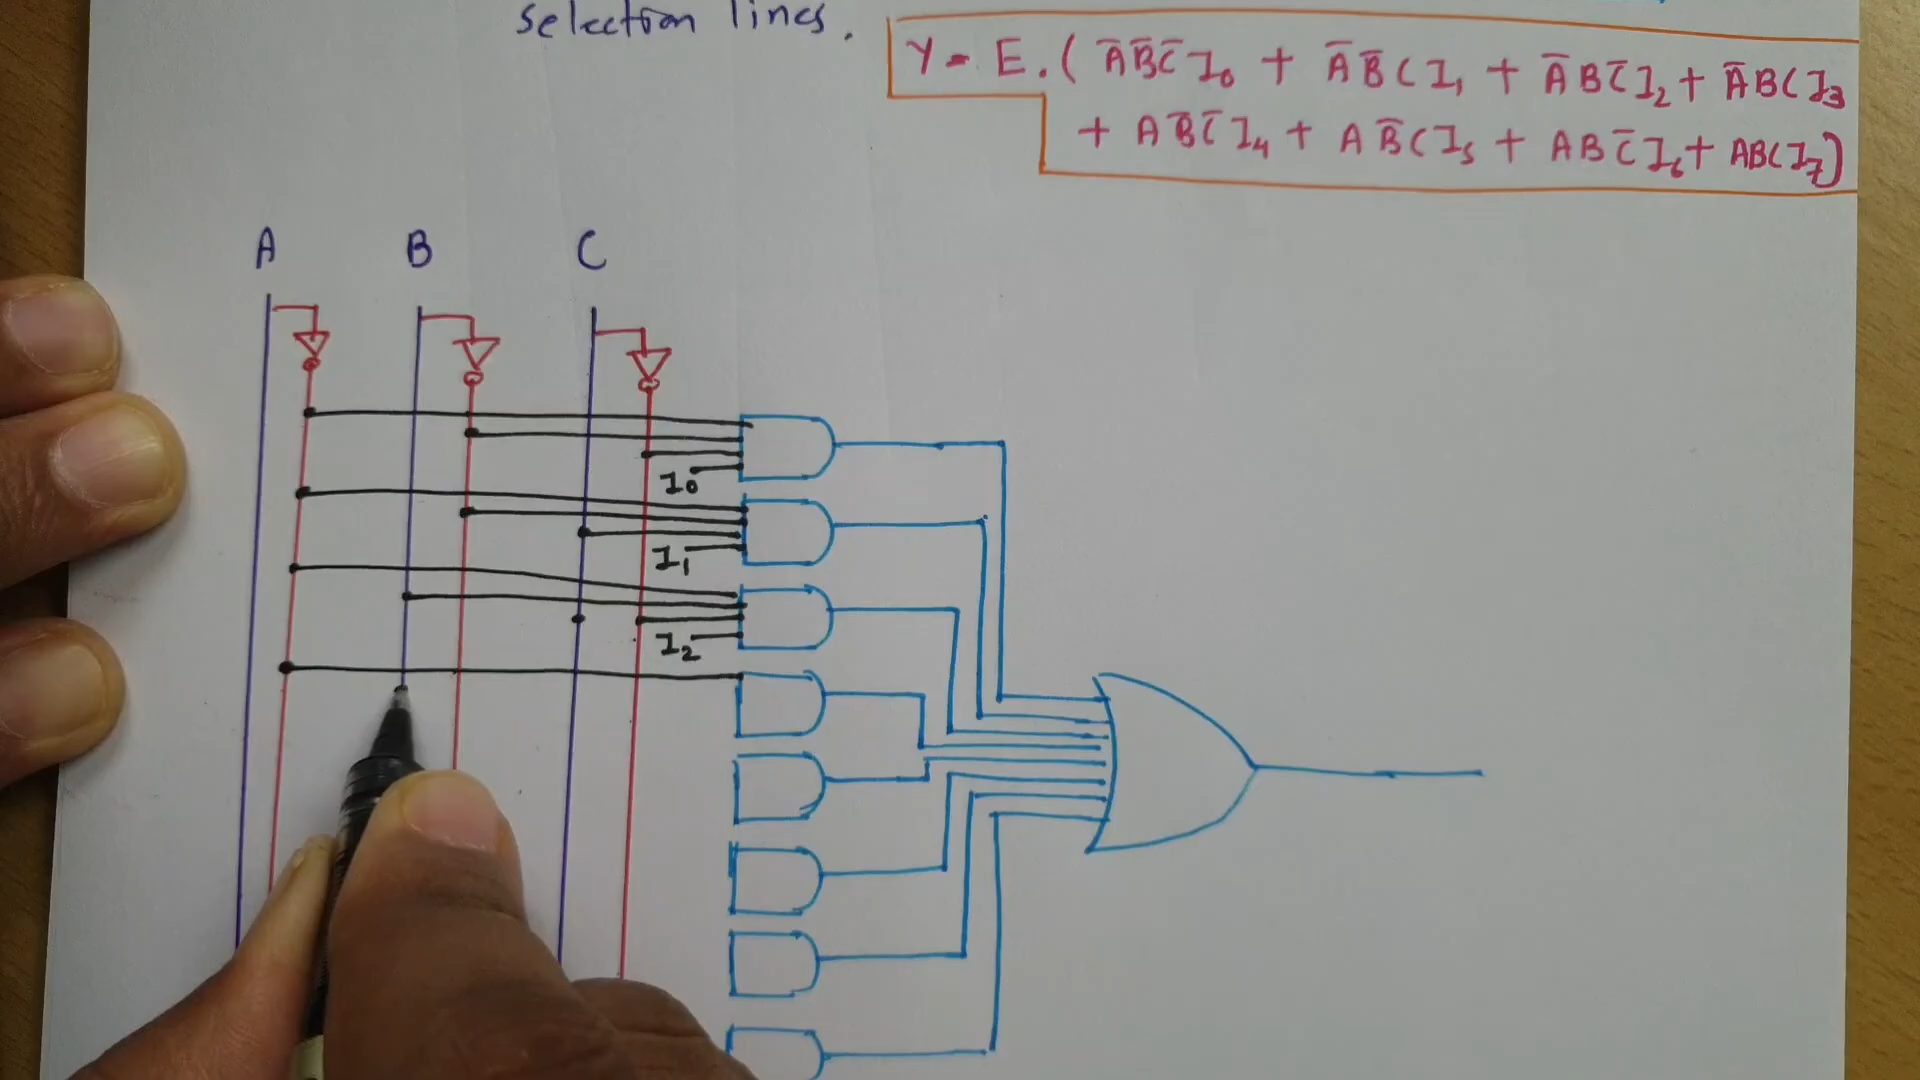 selection lines.
Y = E.( A̅B̅C̅I₀ + A̅B̅CI₁ + A̅BC̅I₂ + A̅BCI₃
+ AB̅C̅I₄ + AB̅CI₅ + ABC̅I₆ + ABCI₇)
A B C
I₀
I₁
I₂